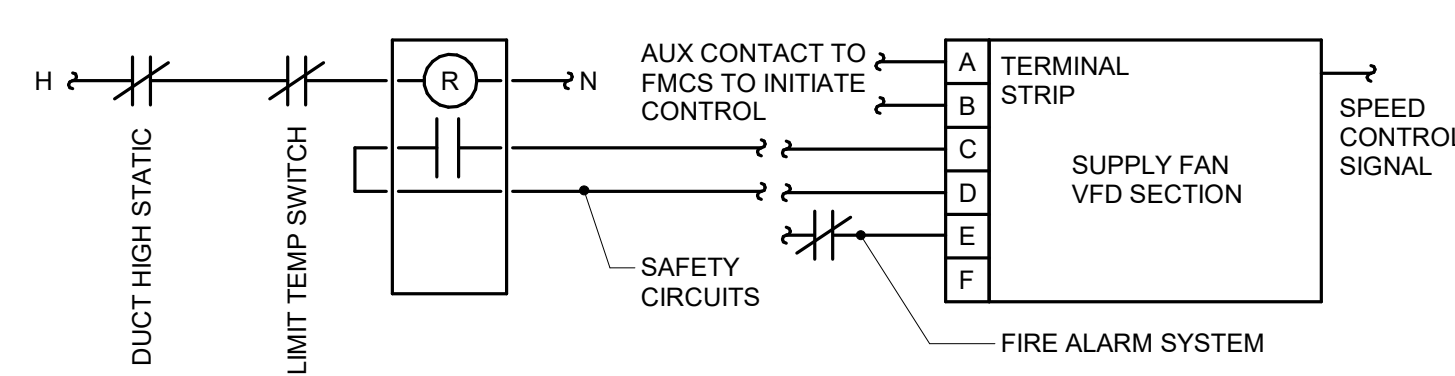 H
DUCT HIGH STATIC
LIMIT TEMP SWITCH
R
N
AUX CONTACT TO
FMCS TO INITIATE
CONTROL
SAFETY
CIRCUITS
A
B
C
D
E
F
TERMINAL
STRIP
SUPPLY FAN
VFD SECTION
FIRE ALARM SYSTEM
SPEED
CONTROL
SIGNAL